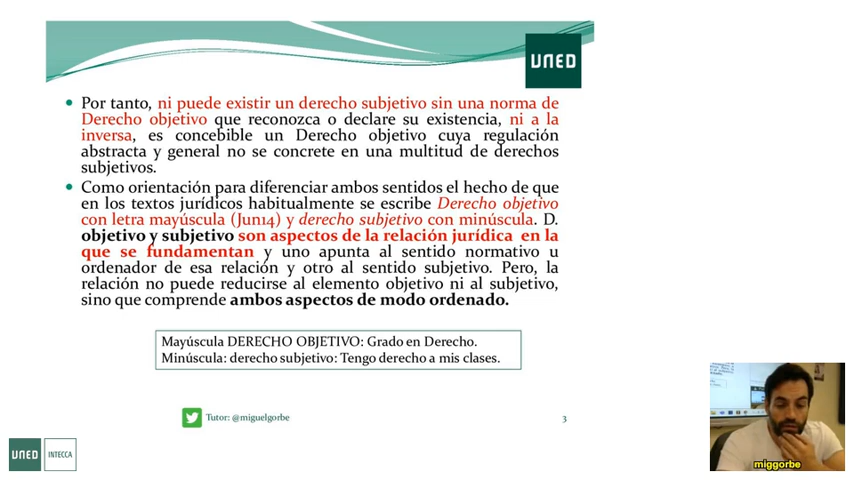 UNED
• Por tanto, ni puede existir un derecho subjetivo sin una norma de
Derecho objetivo que reconozca o declare su existencia, ni a la
inversa, es concebible un Derecho objetivo cuya regulación
abstracta y general no se concrete en una multitud de derechos
subjetivos.
• Como orientación para diferenciar ambos sentidos el hecho de que
en los textos jurídicos habitualmente se escribe Derecho objetivo
con letra mayúscula (Jun14) y derecho subjetivo con minúscula. D.
objetivo y subjetivo son aspectos de la relación jurídica en la
que se fundamentan y uno apunta al sentido normativo u
ordenador de esa relación y otro al sentido subjetivo. Pero, la
relación no puede reducirse al elemento objetivo ni al subjetivo,
sino que comprende ambos aspectos de modo ordenado.
Mayúscula DERECHO OBJETIVO: Grado en Derecho.
Minúscula: derecho subjetivo: Tengo derecho a mis clases.
Tutor: @miguelgorbe
3
UNED INTECCA
miggorbe